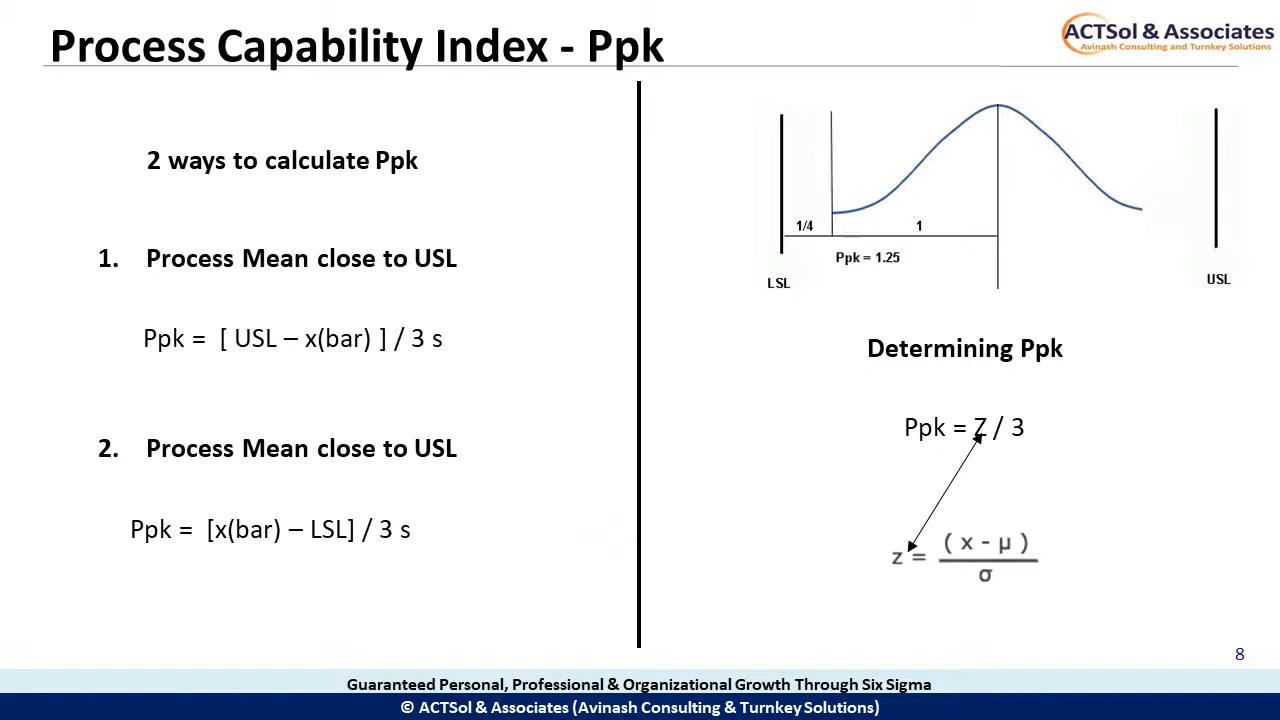 Process Capability Index - Ppk
ACTSol & Associates
Avinash Consulting and Turnkey Solutions
2 ways to calculate Ppk
1. Process Mean close to USL
Ppk = [ USL – x(bar) ] / 3 s
2. Process Mean close to USL
Ppk = [x(bar) – LSL] / 3 s
1/4
1
Ppk = 1.25
LSL
USL
Determining Ppk
Ppk = Z / 3
z = ( x - μ )
σ
8
Guaranteed Personal, Professional & Organizational Growth Through Six Sigma
© ACTSol & Associates (Avinash Consulting & Turnkey Solutions)